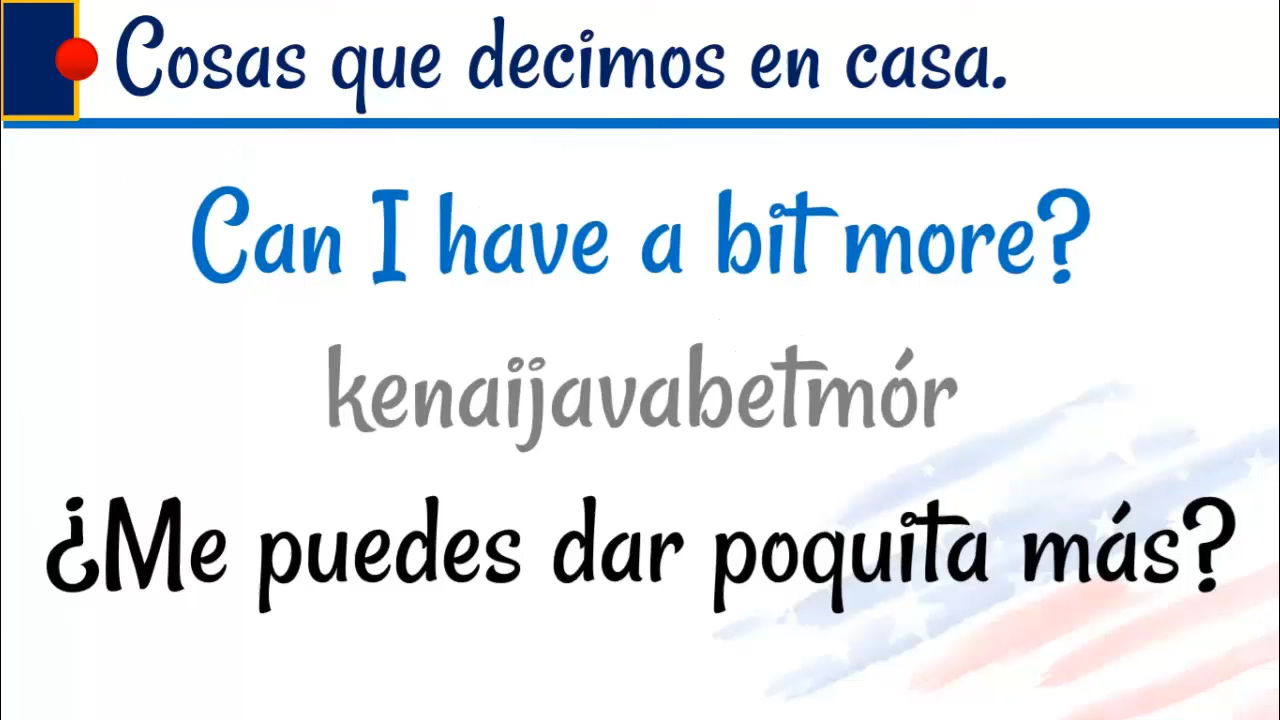 Cosas que decimos en casa.
Can I have a bit more?
kenaijavabetmór
¿Me puedes dar poquita más?